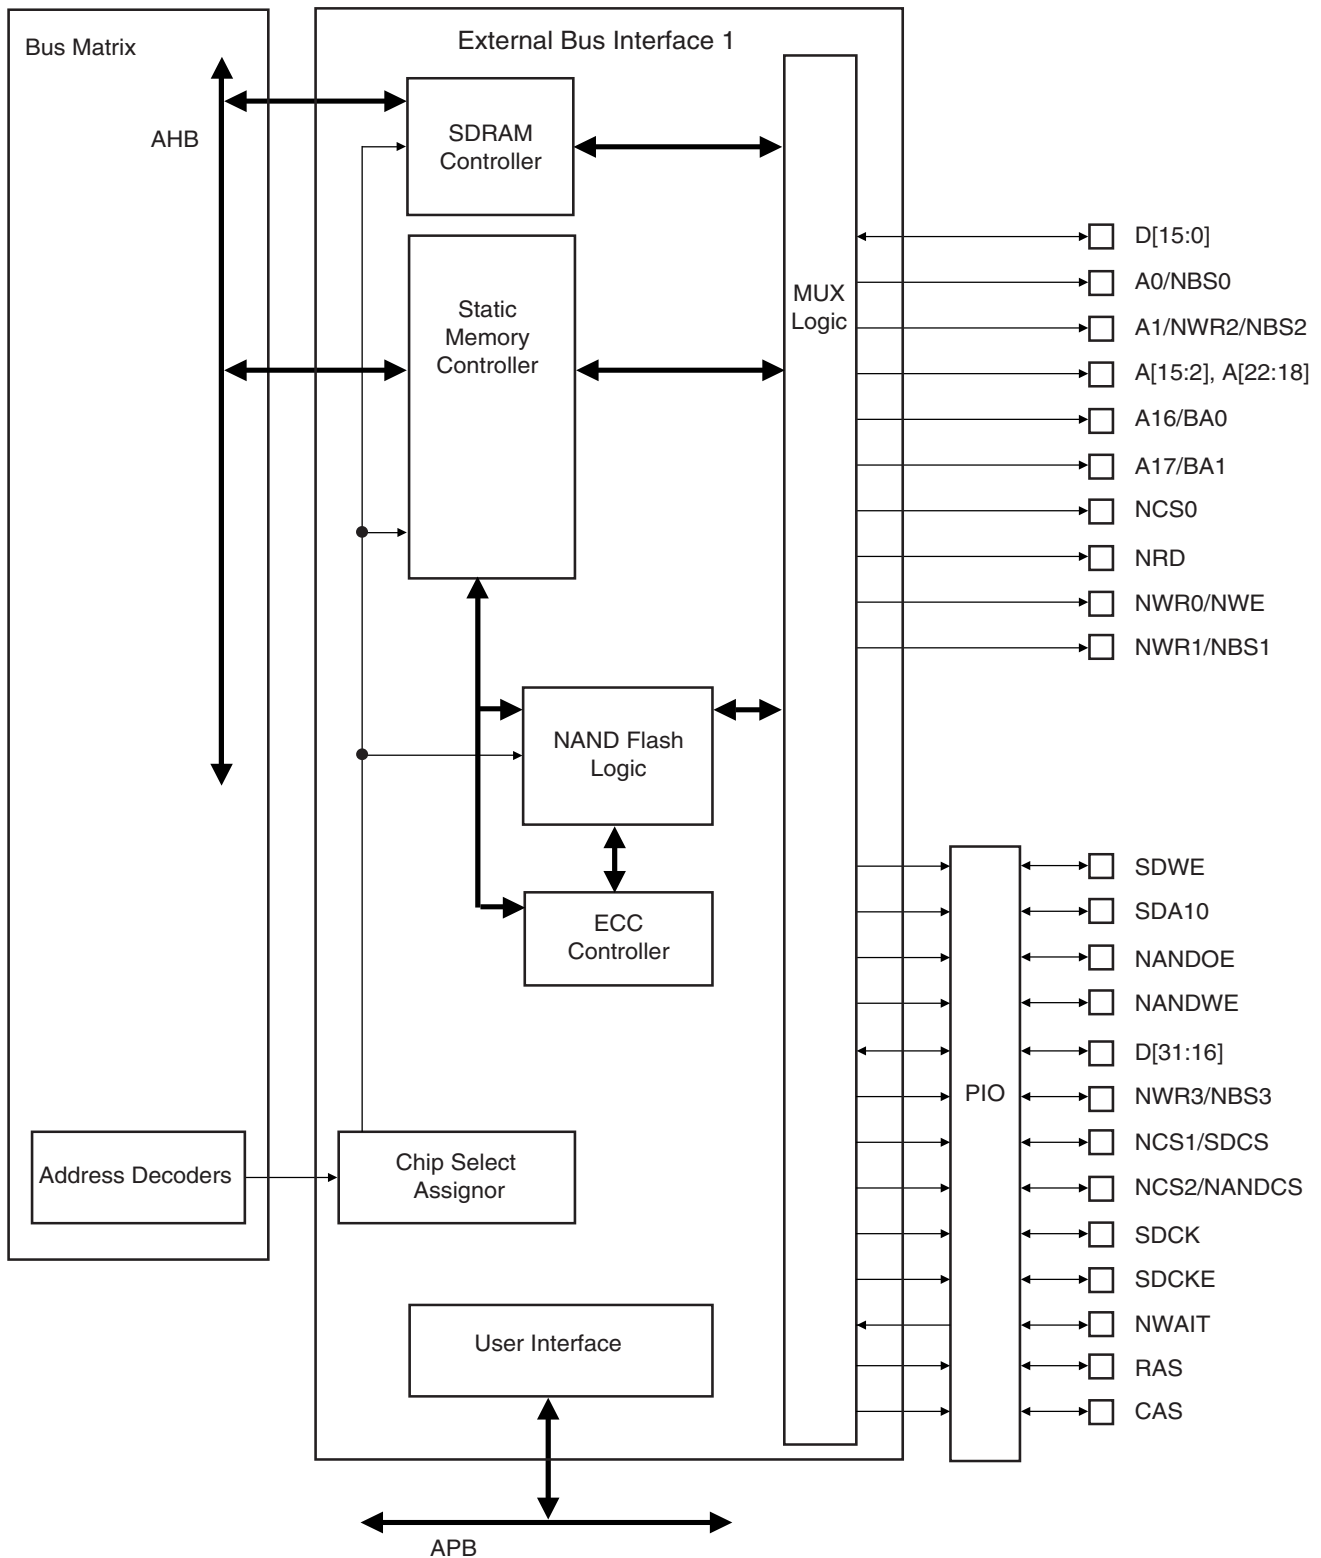 Bus Matrix
External Bus Interface 1
AHB
SDRAM
Controller
Static
Memory
Controller
MUX
Logic
NAND Flash
Logic
ECC
Controller
Address Decoders
Chip Select
Assignor
User Interface
APB
PIO
D[15:0]
A0/NBS0
A1/NWR2/NBS2
A[15:2], A[22:18]
A16/BA0
A17/BA1
NCS0
NRD
NWR0/NWE
NWR1/NBS1
SDWE
SDA10
NANDOE
NANDWE
D[31:16]
NWR3/NBS3
NCS1/SDCS
NCS2/NANDCS
SDCK
SDCKE
NWAIT
RAS
CAS